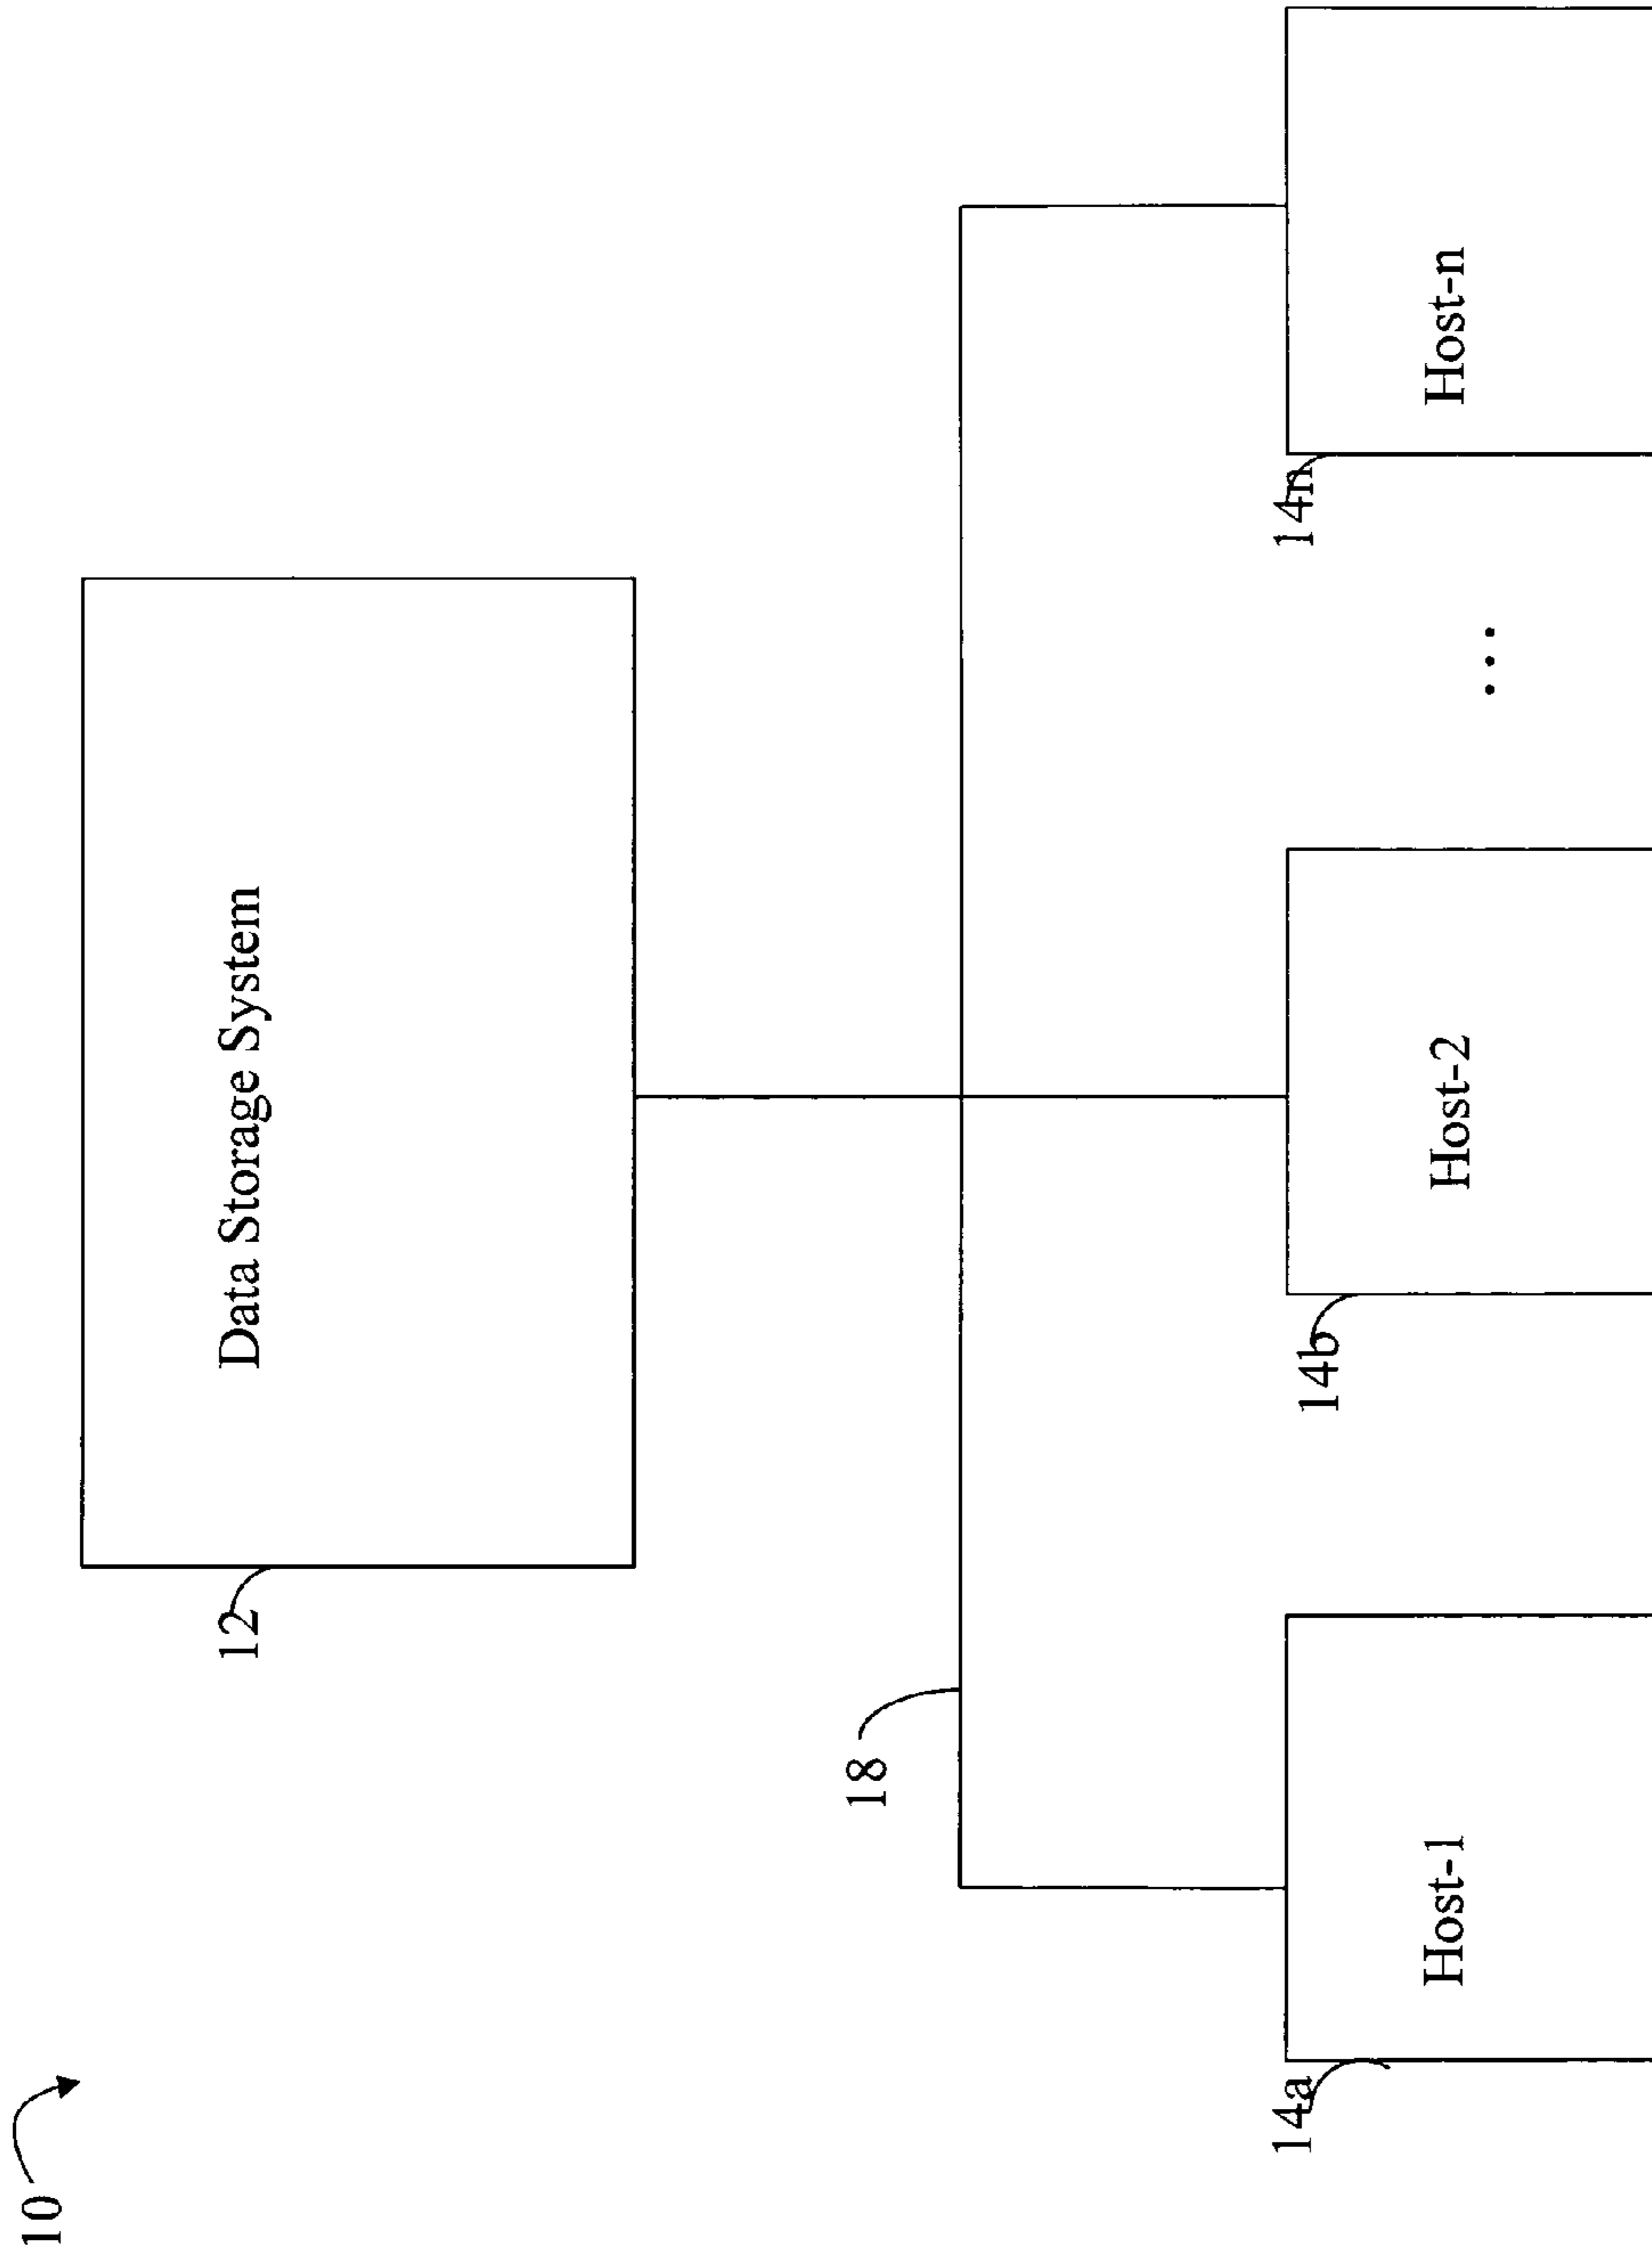 10
12
Data Storage System
18
14a
Host-1
14b
Host-2
...
14n
Host-n